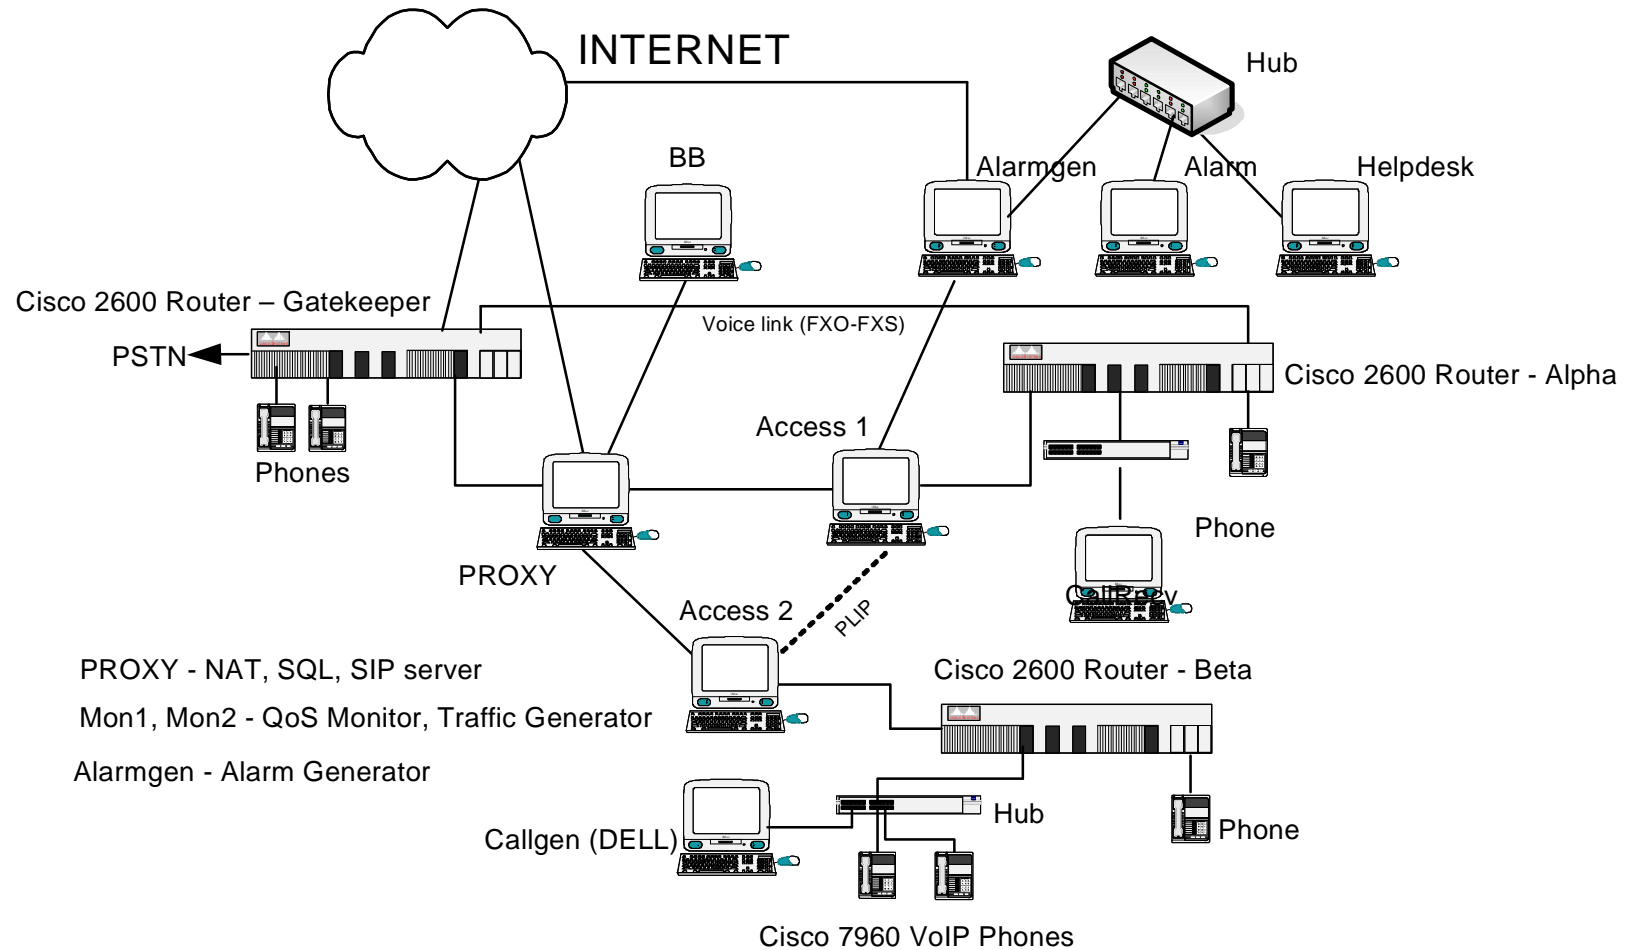 INTERNET
Hub
BB
Alarmgen
Alarm
Helpdesk
Cisco 2600 Router – Gatekeeper
Voice link (FXO-FXS)
PSTN
Cisco 2600 Router - Alpha
Access 1
Phones
Phone
PROXY
Access 2
PLIP
PROXY - NAT, SQL, SIP server
Cisco 2600 Router - Beta
Mon1, Mon2 - QoS Monitor, Traffic Generator
Alarmgen - Alarm Generator
Hub
Callgen (DELL)
Phone
Cisco 7960 VoIP Phones